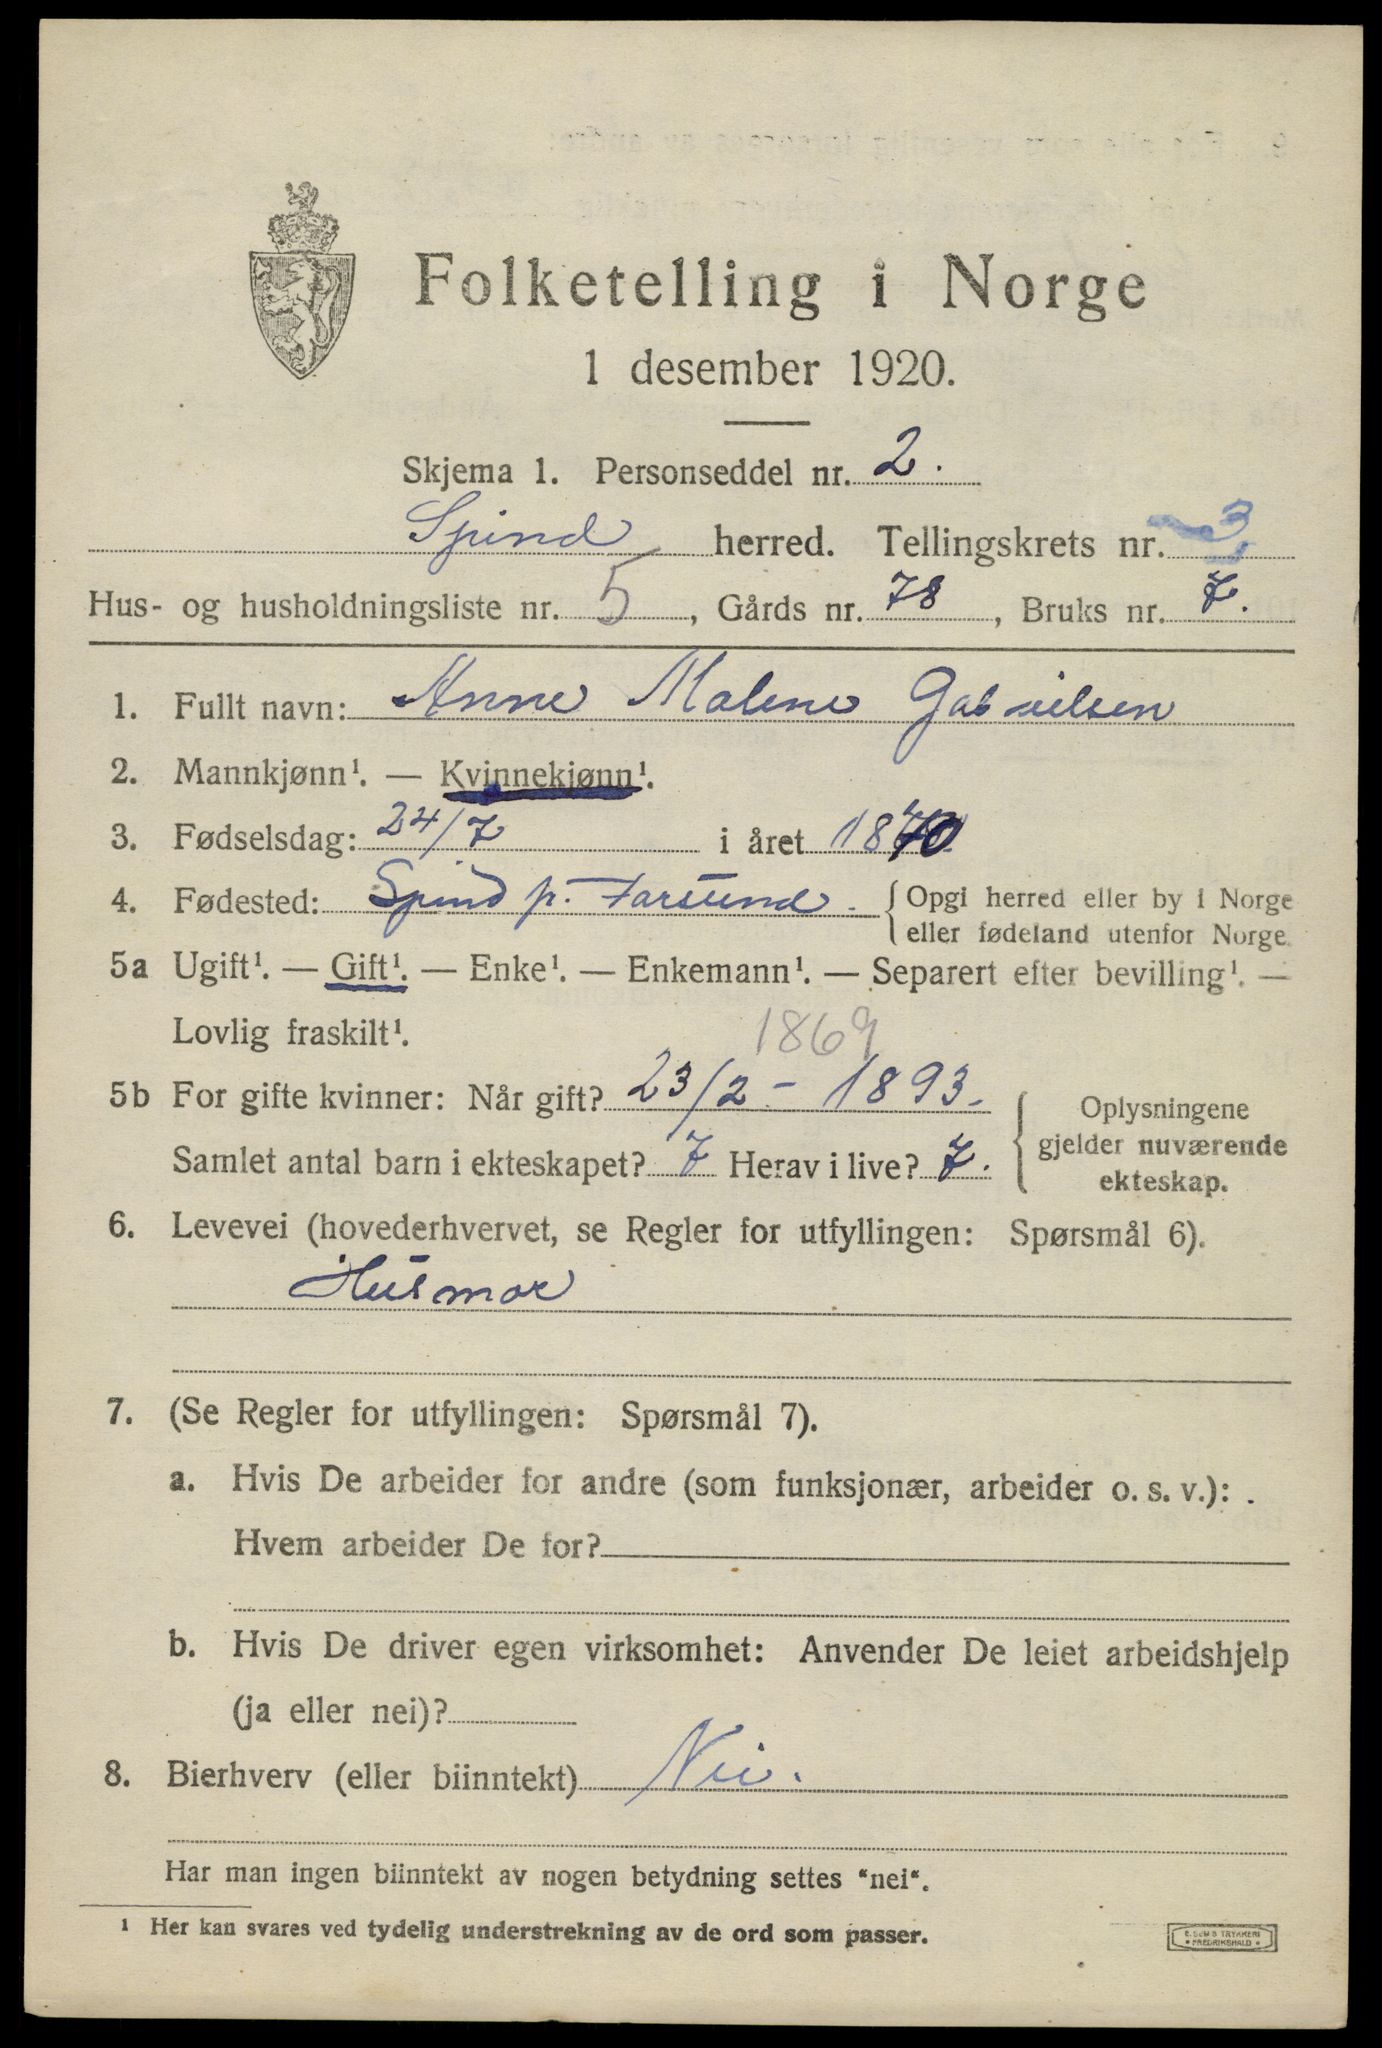 Folketelling i Norge
1 desember 1920.
Skjema 1. Personseddel nr. 2.
Spind herred. Tellingskrets nr. 3
Hus- og husholdningsliste nr. 5, Gårds nr. 78, Bruks nr. 7.
1. Fullt navn: Anne Malene Gabrielsen
2. Mannkjønn¹. — Kvinnekjønn¹.
3. Fødselsdag: 24/7 i året 1870
4. Fødested: Spind pr. Farsund. { Opgi herred eller by i Norge
eller fødeland utenfor Norge.
5a Ugift¹. — Gift¹. — Enke¹. — Enkemann¹. — Separert efter bevilling¹. —
Lovlig fraskilt¹. 1869
5b For gifte kvinner: Når gift? 23/2 - 1893. { Oplysningene
gjelder nuværende
ekteskap.
Samlet antal barn i ekteskapet? 7 Herav i live? 7.
6. Levevei (hovederhvervet, se Regler for utfyllingen: Spørsmål 6).
Husmor
7. (Se Regler for utfyllingen: Spørsmål 7).
a. Hvis De arbeider for andre (som funksjonær, arbeider o. s. v.): .
Hvem arbeider De for?
b. Hvis De driver egen virksomhet: Anvender De leiet arbeidshjelp
(ja eller nei)?
8. Bierhverv (eller biinntekt) Nei.
Har man ingen biinntekt av nogen betydning settes "nei".
¹ Her kan svares ved tydelig understrekning av de ord som passer.
E. SEM'S TRYKKERI
• FREDRIKSHALD •